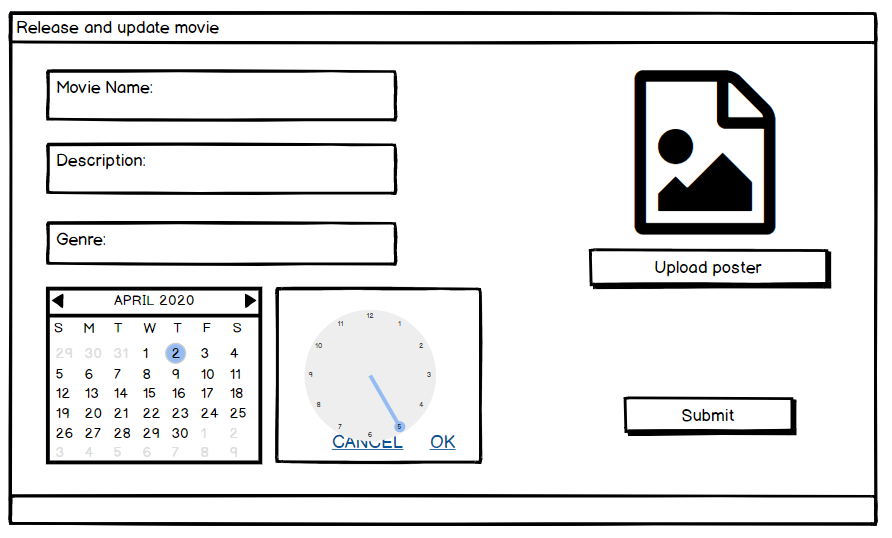 Release and update movie
Movie Name:
Description:
Genre:
Upload poster
APRIL 2020
S M T W T F S
29 30 31 1 2 3 4
5 6 7 8 9 10 11
12 13 14 15 16 17 18
19 20 21 22 23 24 25
26 27 28 29 30 1 2
3 4 5 6 7 8 9
12
11 1
10 2
9 3
8 4
7 5
6
CANCEL OK
Submit